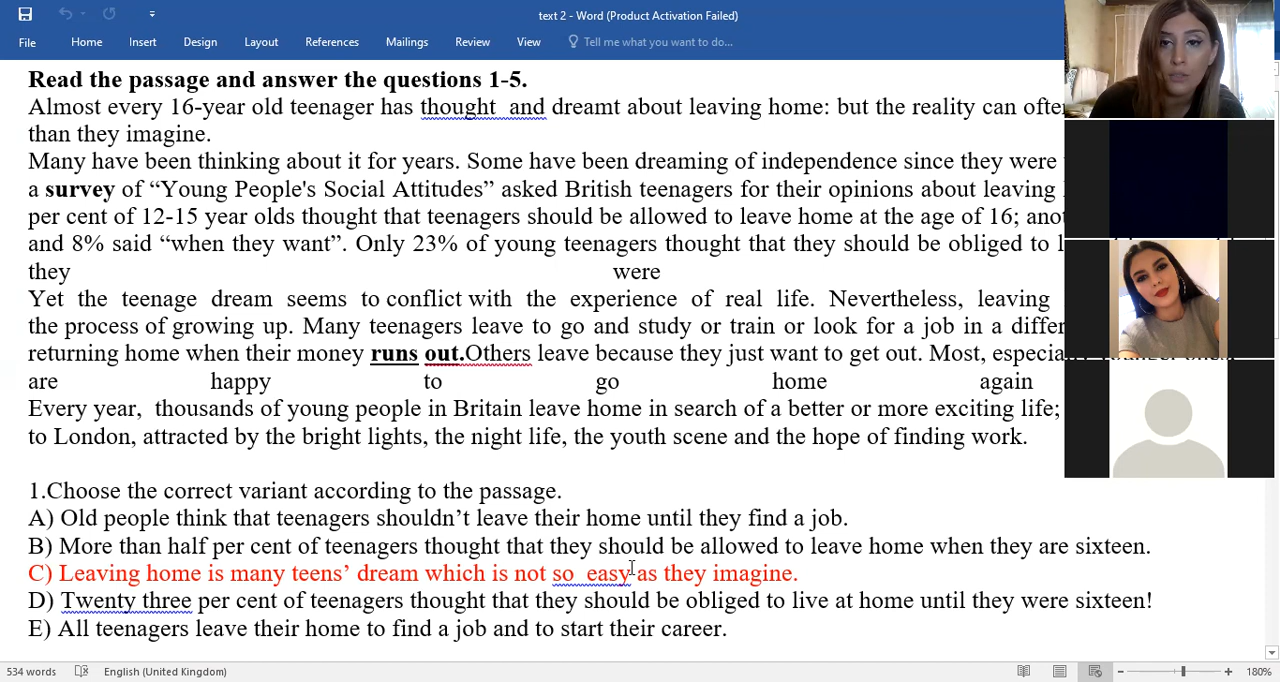 text 2 - Word (Product Activation Failed)
File Home Insert Design Layout References Mailings Review View Tell me what you want to do...
Read the passage and answer the questions 1-5.
Almost every 16-year old teenager has thought and dreamt about leaving home: but the reality can
than they imagine.
Many have been thinking about it for years. Some have been dreaming of independence since they were
a survey of “Young People's Social Attitudes” asked British teenagers for their opinions about leaving
per cent of 12-15 year olds thought that teenagers should be allowed to leave home at the age of 16;
and 8% said “when they want”. Only 23% of young teenagers thought that they should be obliged to
they were
Yet the teenage dream seems to conflict with the experience of real life. Nevertheless, leaving
the process of growing up. Many teenagers leave to go and study or train or look for a job in a
returning home when their money runs out.Others leave because they just want to get out. Most,
are happy to go home again
Every year, thousands of young people in Britain leave home in search of a better or more exciting life;
to London, attracted by the bright lights, the night life, the youth scene and the hope of finding work.
1.Choose the correct variant according to the passage.
A) Old people think that teenagers shouldn’t leave their home until they find a job.
B) More than half per cent of teenagers thought that they should be allowed to leave home when they are sixteen.
C) Leaving home is many teens’ dream which is not so easy as they imagine.
D) Twenty three per cent of teenagers thought that they should be obliged to live at home until they were sixteen!
E) All teenagers leave their home to find a job and to start their career.
534 words English (United Kingdom) 180%